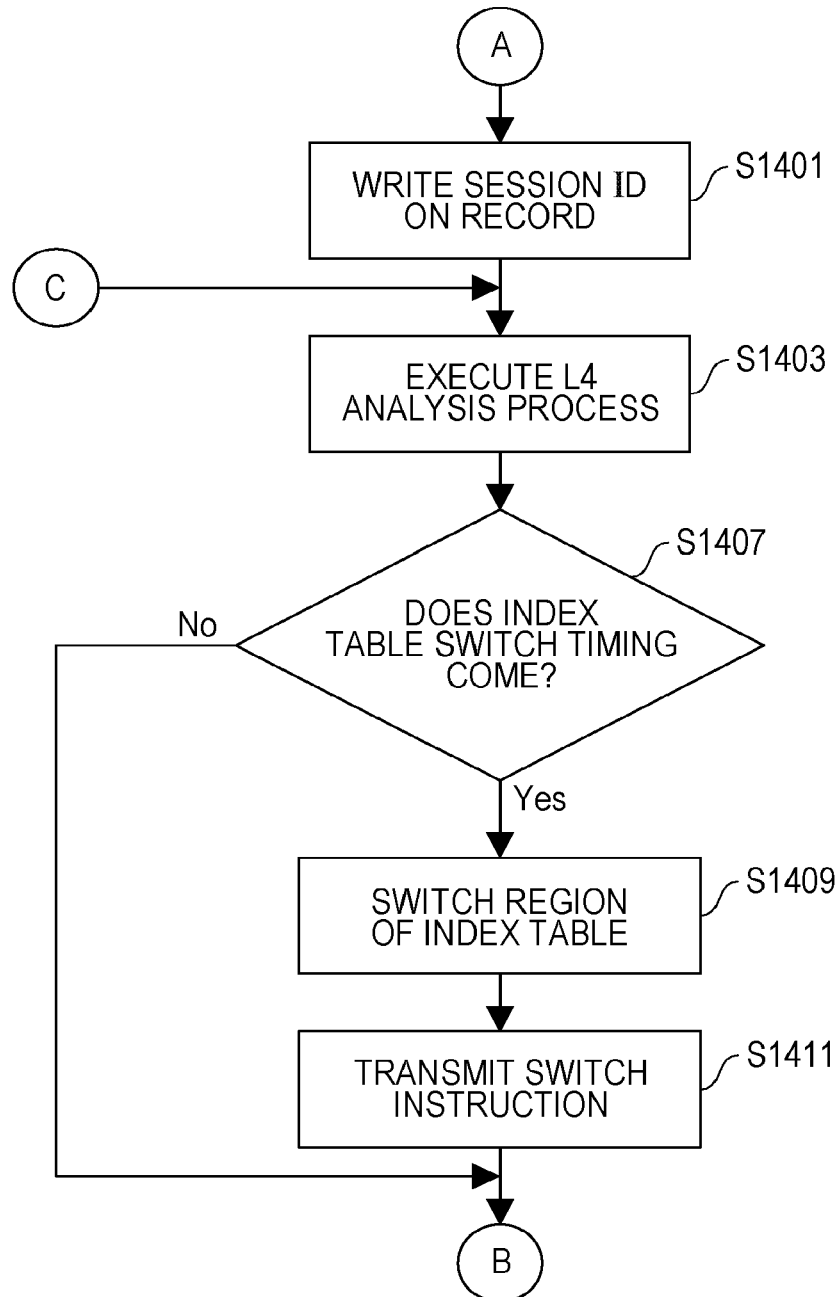 A
S1401
WRITE SESSION ID
ON RECORD
C
S1403
EXECUTE L4
ANALYSIS PROCESS
S1407
DOES INDEX
TABLE SWITCH TIMING
COME?
No
Yes
S1409
SWITCH REGION
OF INDEX TABLE
S1411
TRANSMIT SWITCH
INSTRUCTION
B